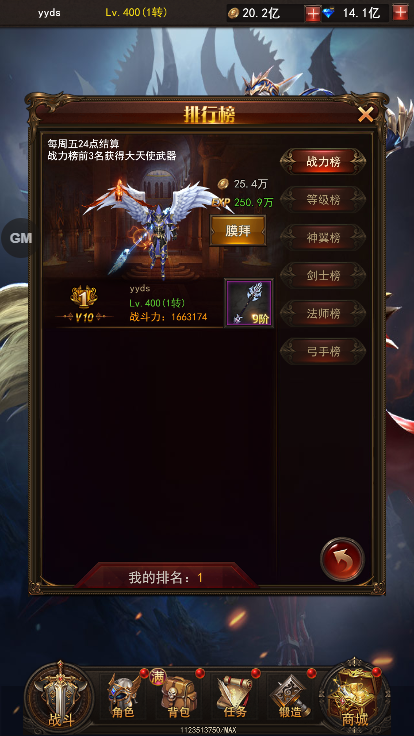 yyds Lv.400(1转) 20.2亿 14.1亿
排行榜
每周五24点结算
战力榜前3名获得大天使武器
战力榜
25.4万
等级榜
EXP 250.9万
膜拜
神翼榜
GM
剑士榜
1
yyds
Lv.400(1转)
V10
战斗力：1663174
9阶
法师榜
弓手榜
我的排名：1
战斗
角色
满
背包
任务
锻造
商城
1123513750/MAX